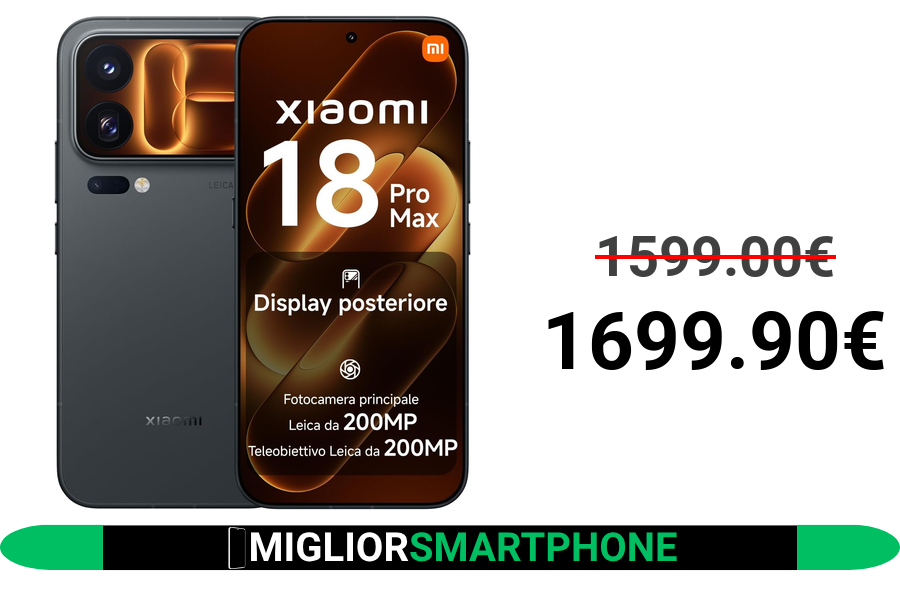 LEICA
xiaomi
mi
xiaomi
18 Pro
Max
Display posteriore
Fotocamera principale
Leica da 200MP
Teleobiettivo Leica da 200MP
1599.00€
1699.90€
MIGLIORSMARTPHONE